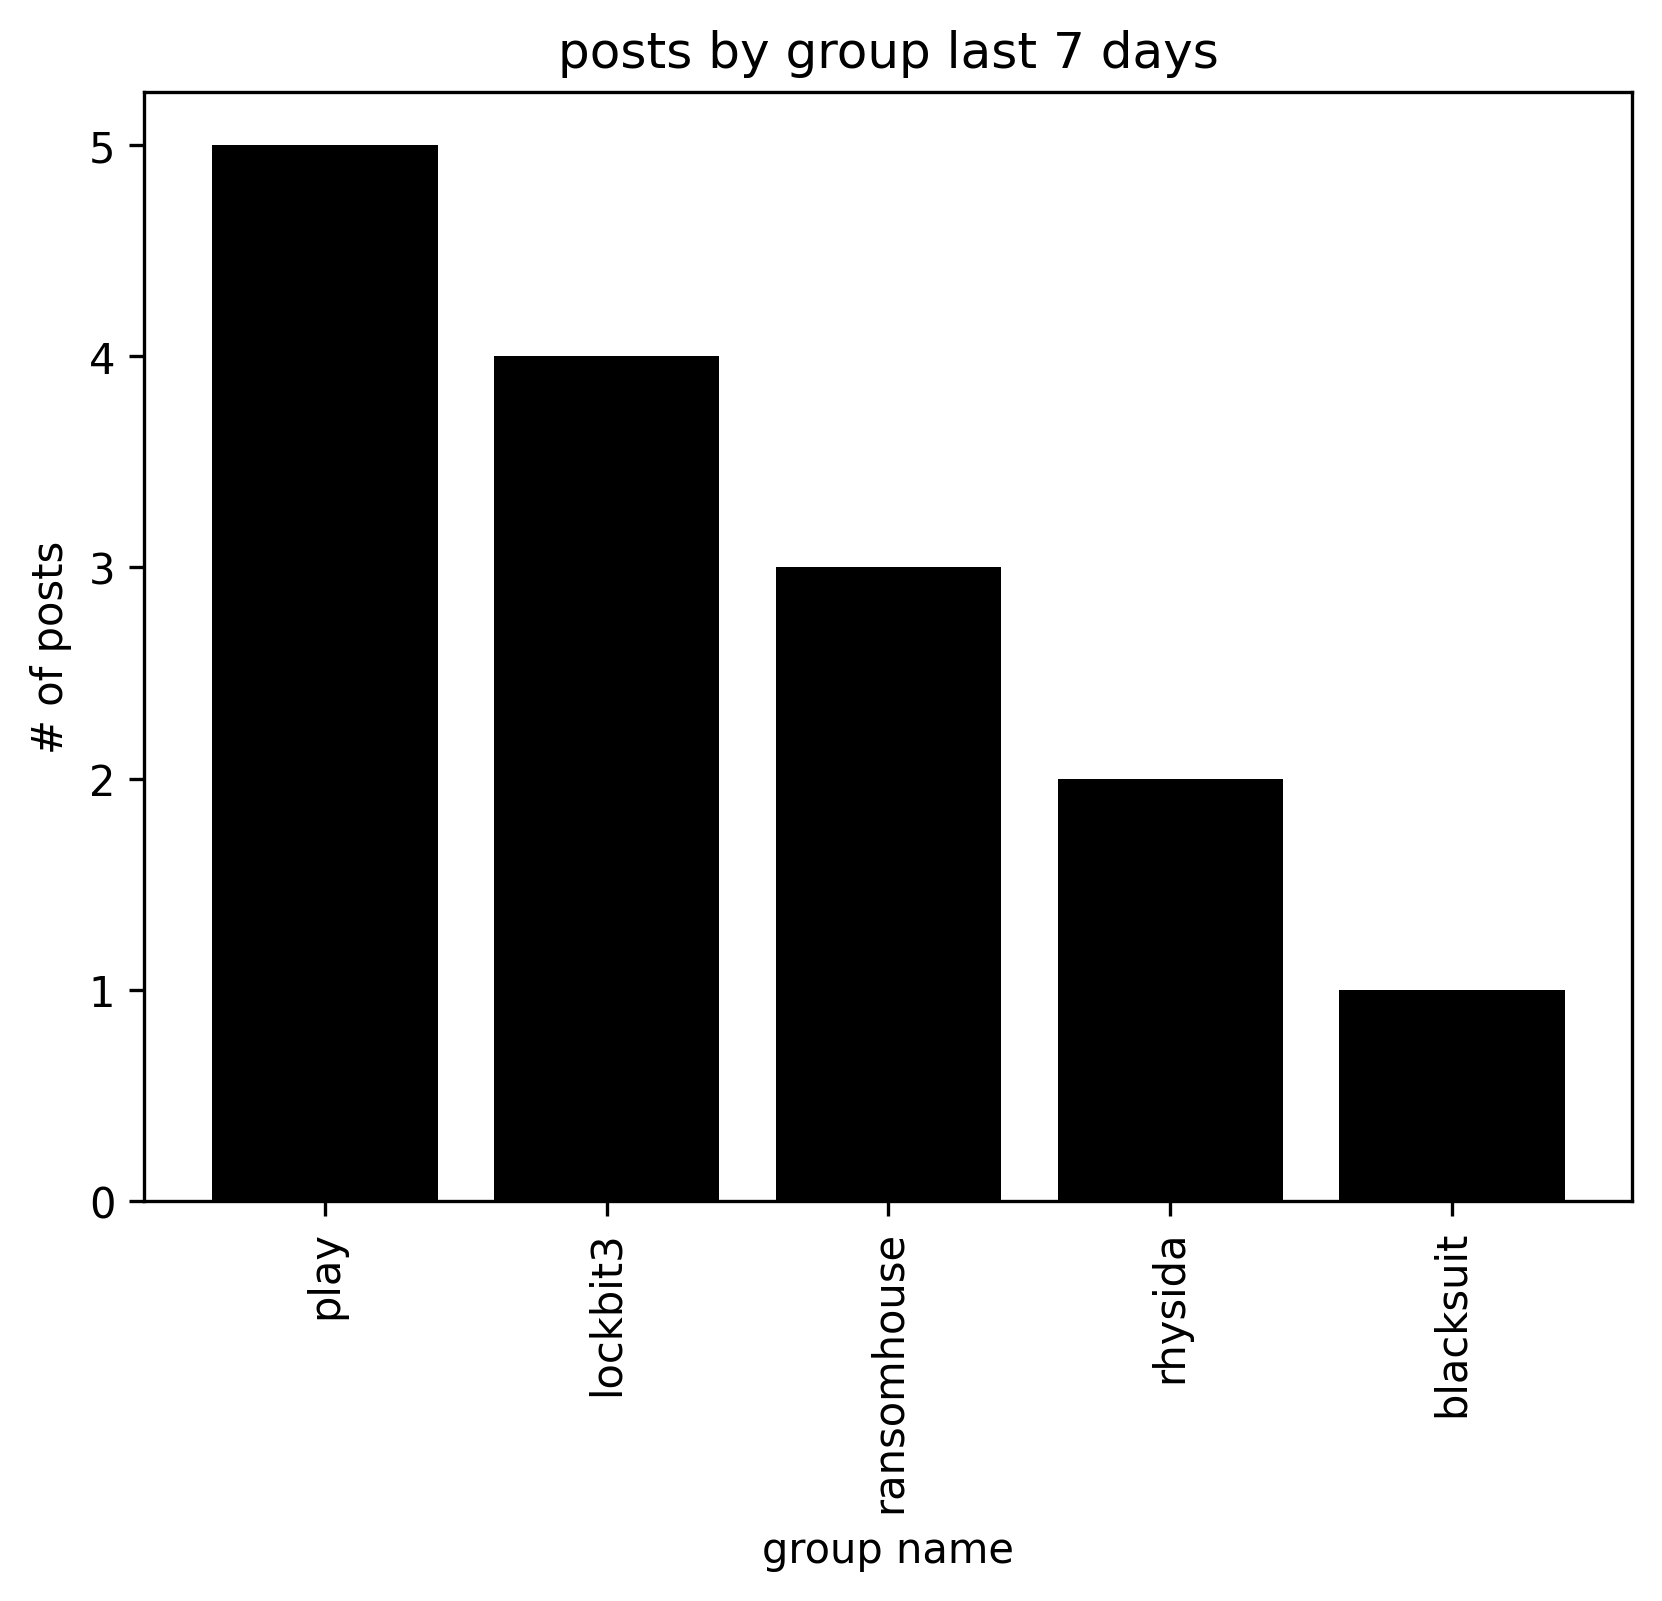 posts by group last 7 days
# of posts
5
4
3
2
1
0
play
lockbit3
ransomhouse
rhysida
blacksuit
group name